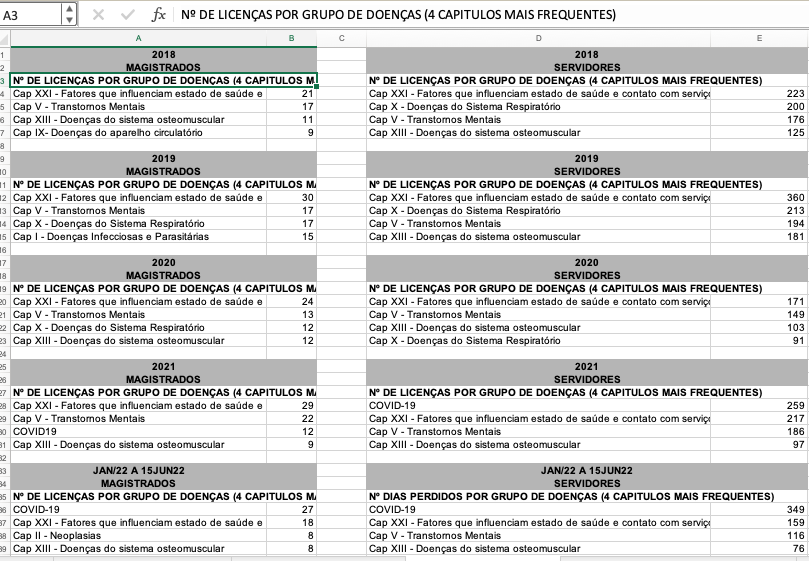 A3 fx Nº DE LICENÇAS POR GRUPO DE DOENÇAS (4 CAPITULOS MAIS FREQUENTES)
A B C D E
1 2018 2018
2 MAGISTRADOS SERVIDORES
3 Nº DE LICENÇAS POR GRUPO DE DOENÇAS (4 CAPITULOS M Nº DE LICENÇAS POR GRUPO DE DOENÇAS (4 CAPITULOS MAIS FREQUENTES)
4 Cap XXI - Fatores que influenciam estado de saúde e 21 Cap XXI - Fatores que influenciam estado de saúde e contato com serviço 223
5 Cap V - Transtornos Mentais 17 Cap X - Doenças do Sistema Respiratório 200
6 Cap XIII - Doenças do sistema osteomuscular 11 Cap V - Transtornos Mentais 176
7 Cap IX- Doenças do aparelho circulatório 9 Cap XIII - Doenças do sistema osteomuscular 125
8
9 2019 2019
10 MAGISTRADOS SERVIDORES
11 Nº DE LICENÇAS POR GRUPO DE DOENÇAS (4 CAPITULOS MA Nº DE LICENÇAS POR GRUPO DE DOENÇAS (4 CAPITULOS MAIS FREQUENTES)
12 Cap XXI - Fatores que influenciam estado de saúde e 30 Cap XXI - Fatores que influenciam estado de saúde e contato com serviço 360
13 Cap V - Transtornos Mentais 17 Cap X - Doenças do Sistema Respiratório 213
14 Cap X - Doenças do Sistema Respiratório 17 Cap V - Transtornos Mentais 194
15 Cap I - Doenças Infecciosas e Parasitárias 15 Cap XIII - Doenças do sistema osteomuscular 181
16
17 2020 2020
18 MAGISTRADOS SERVIDORES
19 Nº DE LICENÇAS POR GRUPO DE DOENÇAS (4 CAPITULOS MA Nº DE LICENÇAS POR GRUPO DE DOENÇAS (4 CAPITULOS MAIS FREQUENTES)
20 Cap XXI - Fatores que influenciam estado de saúde e 24 Cap XXI - Fatores que influenciam estado de saúde e contato com serviço 171
21 Cap V - Transtornos Mentais 13 Cap V - Transtornos Mentais 149
22 Cap X - Doenças do Sistema Respiratório 12 Cap XIII - Doenças do sistema osteomuscular 103
23 Cap XIII - Doenças do sistema osteomuscular 12 Cap X - Doenças do Sistema Respiratório 91
24
25 2021 2021
26 MAGISTRADOS SERVIDORES
27 Nº DE LICENÇAS POR GRUPO DE DOENÇAS (4 CAPITULOS MA Nº DE LICENÇAS POR GRUPO DE DOENÇAS (4 CAPITULOS MAIS FREQUENTES)
28 Cap XXI - Fatores que influenciam estado de saúde e 29 COVID-19 259
29 Cap V - Transtornos Mentais 22 Cap XXI - Fatores que influenciam estado de saúde e contato com serviço 217
30 COVID19 12 Cap V - Transtornos Mentais 186
31 Cap XIII - Doenças do sistema osteomuscular 9 Cap XIII - Doenças do sistema osteomuscular 97
32
33 JAN/22 A 15JUN22 JAN/22 A 15JUN22
34 MAGISTRADOS SERVIDORES
35 Nº DE LICENÇAS POR GRUPO DE DOENÇAS (4 CAPITULOS MA Nº DIAS PERDIDOS POR GRUPO DE DOENÇAS (4 CAPITULOS MAIS FREQUENTES)
36 COVID-19 27 COVID-19 349
37 Cap XXI - Fatores que influenciam estado de saúde e 18 Cap XXI - Fatores que influenciam estado de saúde e contato com serviço 159
38 Cap II - Neoplasias 8 Cap V - Transtornos Mentais 116
39 Cap XIII - Doenças do sistema osteomuscular 8 Cap XIII - Doenças do sistema osteomuscular 76